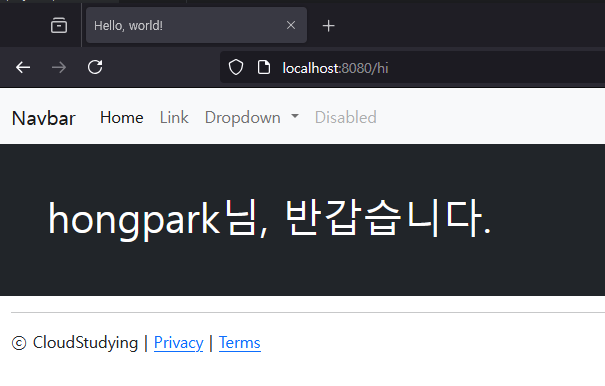 Hello, world!
localhost:8080/hi
Navbar Home Link Dropdown Disabled
hongpark님, 반갑습니다.
ⓒ CloudStudying | Privacy | Terms